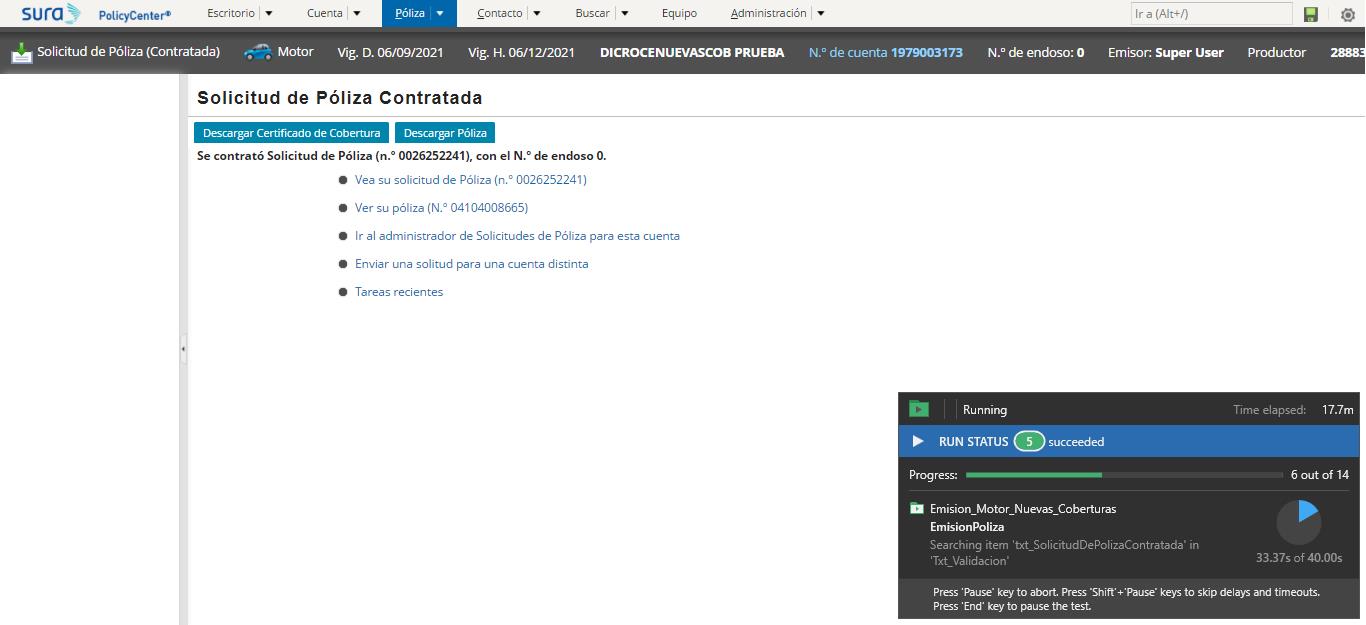 sura PolicyCenter® Escritorio Cuenta Póliza Contacto Buscar Equipo Administración Ir a (Alt+/)
Solicitud de Póliza (Contratada) Motor Vig. D. 06/09/2021 Vig. H. 06/12/2021 DICROCENUEVASCOB PRUEBA N.º de cuenta 1979003173 N.º de endoso: 0 Emisor: Super User Productor 28883
Solicitud de Póliza Contratada
Descargar Certificado de Cobertura Descargar Póliza
Se contrató Solicitud de Póliza (n.º 0026252241), con el N.º de endoso 0.
Vea su solicitud de Póliza (n.º 0026252241)
Ver su póliza (N.º 04104008665)
Ir al administrador de Solicitudes de Póliza para esta cuenta
Enviar una solitud para una cuenta distinta
Tareas recientes
Running Time elapsed: 17.7m
RUN STATUS 5 succeeded
Progress: 6 out of 14
Emision_Motor_Nuevas_Coberturas
EmisionPoliza
Searching item 'txt_SolicitudDePolizaContratada' in
'Txt_Validacion'
33.37s of 40.00s
Press 'Pause' key to abort. Press 'Shift'+'Pause' keys to skip delays and timeouts.
Press 'End' key to pause the test.